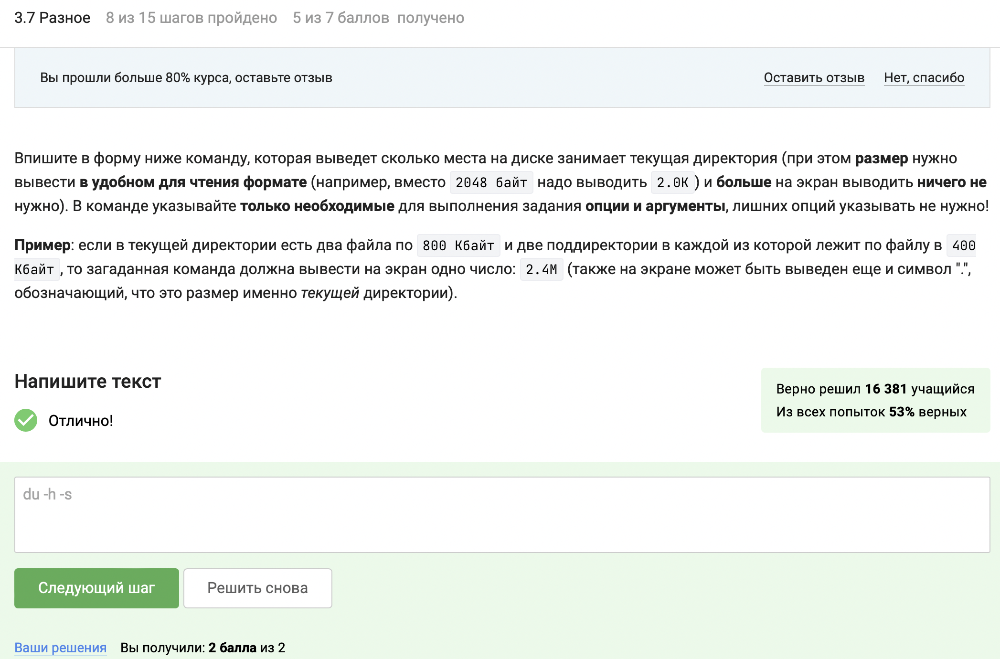 3.7 Разное 8 из 15 шагов пройдено 5 из 7 баллов получено
Вы прошли больше 80% курса, оставьте отзыв Оставить отзыв Нет, спасибо
Впишите в форму ниже команду, которая выведет сколько места на диске занимает текущая директория (при этом размер нужно
вывести в удобном для чтения формате (например, вместо 2048 байт надо выводить 2.0K ) и больше на экран выводить ничего не
нужно). В команде указывайте только необходимые для выполнения задания опции и аргументы, лишних опций указывать не нужно!
Пример: если в текущей директории есть два файла по 800 Кбайт и две поддиректории в каждой из которой лежит по файлу в 400
Кбайт , то загаданная команда должна вывести на экран одно число: 2.4M (также на экране может быть выведен еще и символ ".",
обозначающий, что это размер именно текущей директории).
Напишите текст
Верно решил 16 381 учащийся
Из всех попыток 53% верных
Отлично!
du -h -s
Следующий шаг Решить снова
Ваши решения Вы получили: 2 балла из 2